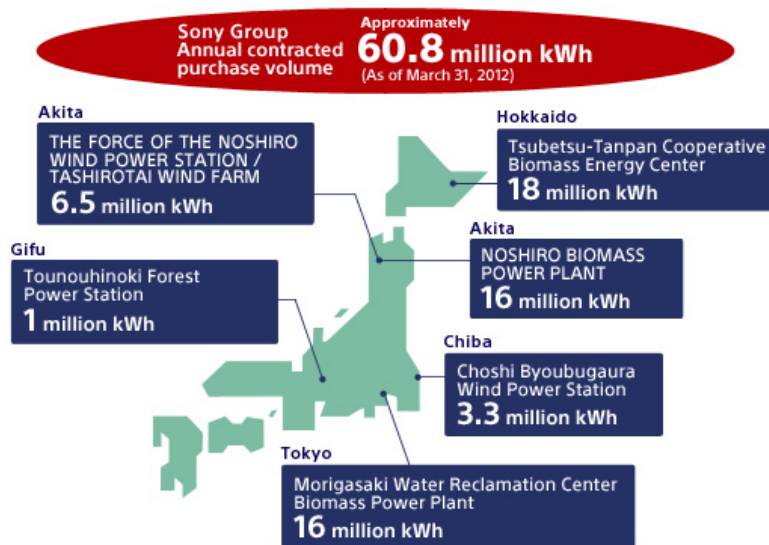 Sony Group
Annual contracted
purchase volume
Approximately
60.8 million kWh
(As of March 31, 2012)
Akita
THE FORCE OF THE NOSHIRO
WIND POWER STATION /
TASHIROTAI WIND FARM
6.5 million kWh
Hokkaido
Tsubetsu-Tanpan Cooperative
Biomass Energy Center
18 million kWh
Akita
NOSHIRO BIOMASS
POWER PLANT
16 million kWh
Gifu
Tounouhinoki Forest
Power Station
1 million kWh
Chiba
Choshi Byoubugaura
Wind Power Station
3.3 million kWh
Tokyo
Morigasaki Water Reclamation Center
Biomass Power Plant
16 million kWh